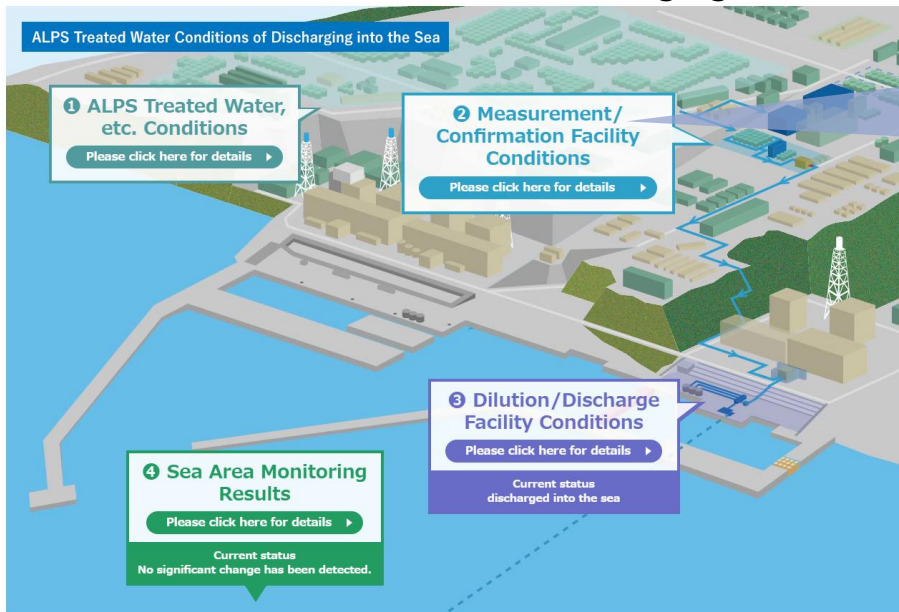 ALPS Treated Water Conditions of Discharging into the Sea
❶ ALPS Treated Water,
etc. Conditions
Please click here for details
❷ Measurement/
Confirmation Facility
Conditions
Please click here for details
❸ Dilution/Discharge
Facility Conditions
Please click here for details
Current status
discharged into the sea
❹ Sea Area Monitoring
Results
Please click here for details
Current status
No significant change has been detected.